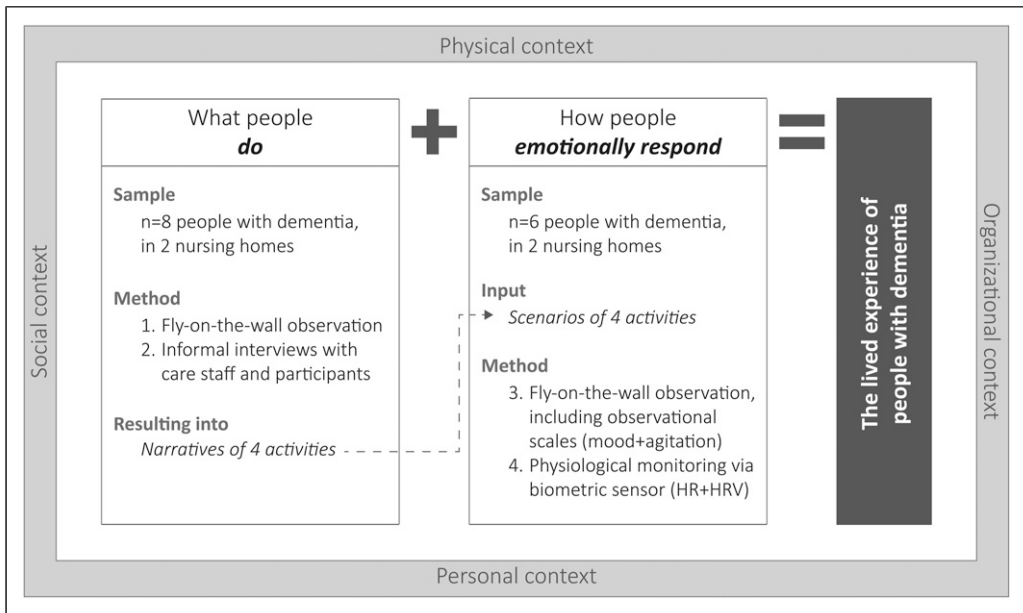 Physical context
Social context
What people
do
Sample
n=8 people with dementia,
in 2 nursing homes
Method
1. Fly-on-the-wall observation
2. Informal interviews with
care staff and participants
Resulting into
Narratives of 4 activities
+
How people
emotionally respond
Sample
n=6 people with dementia,
in 2 nursing homes
Input
Scenarios of 4 activities
Method
3. Fly-on-the-wall observation,
including observational
scales (mood+agitation)
4. Physiological monitoring via
biometric sensor (HR+HRV)
=
The lived experience of
people with dementia
Organizational context
Personal context